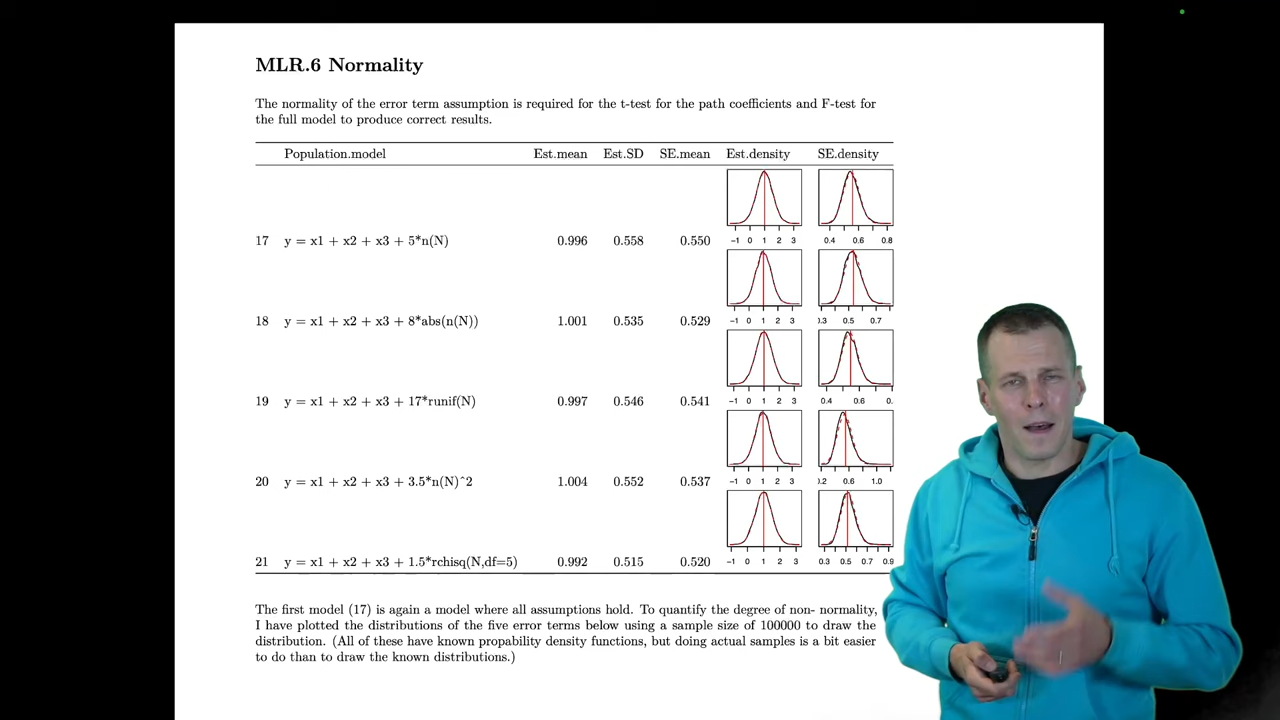 MLR.6 Normality
The normality of the error term assumption is required for the t-test for the path coefficients and F-test for
the full model to produce correct results.
Population.model Est.mean Est.SD SE.mean Est.density SE.density
17 y = x1 + x2 + x3 + 5*n(N) 0.996 0.558 0.550
−1 0 1 2 3 0.4 0.6 0.8
18 y = x1 + x2 + x3 + 8*abs(n(N)) 1.001 0.535 0.529
−1 0 1 2 3 0.3 0.5 0.7
19 y = x1 + x2 + x3 + 17*runif(N) 0.997 0.546 0.541
−1 0 1 2 3 0.4 0.6 0.
20 y = x1 + x2 + x3 + 3.5*n(N)^2 1.004 0.552 0.537
−1 0 1 2 3 0.2 0.6 1.0
21 y = x1 + x2 + x3 + 1.5*rchisq(N,df=5) 0.992 0.515 0.520
−1 0 1 2 3 0.3 0.5 0.7 0.9
The first model (17) is again a model where all assumptions hold. To quantify the degree of non- normality,
I have plotted the distributions of the five error terms below using a sample size of 100000 to draw the
distribution. (All of these have known propability density functions, but doing actual samples is a bit easier
to do than to draw the known distributions.)